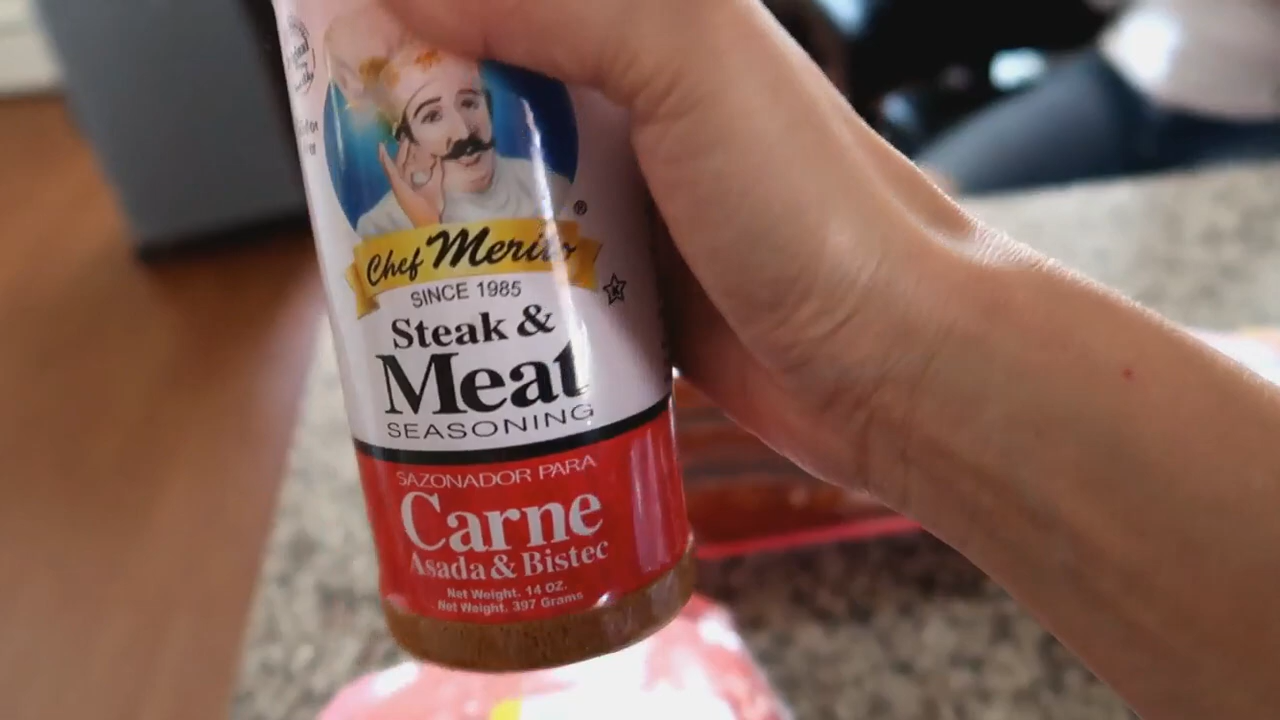 Chef Merito
®
SINCE 1985
K
Steak &
Meat
SEASONING
SAZONADOR PARA
Carne
Asada & Bistec
Net Weight. 14 OZ.
Net Weight. 397 Grams